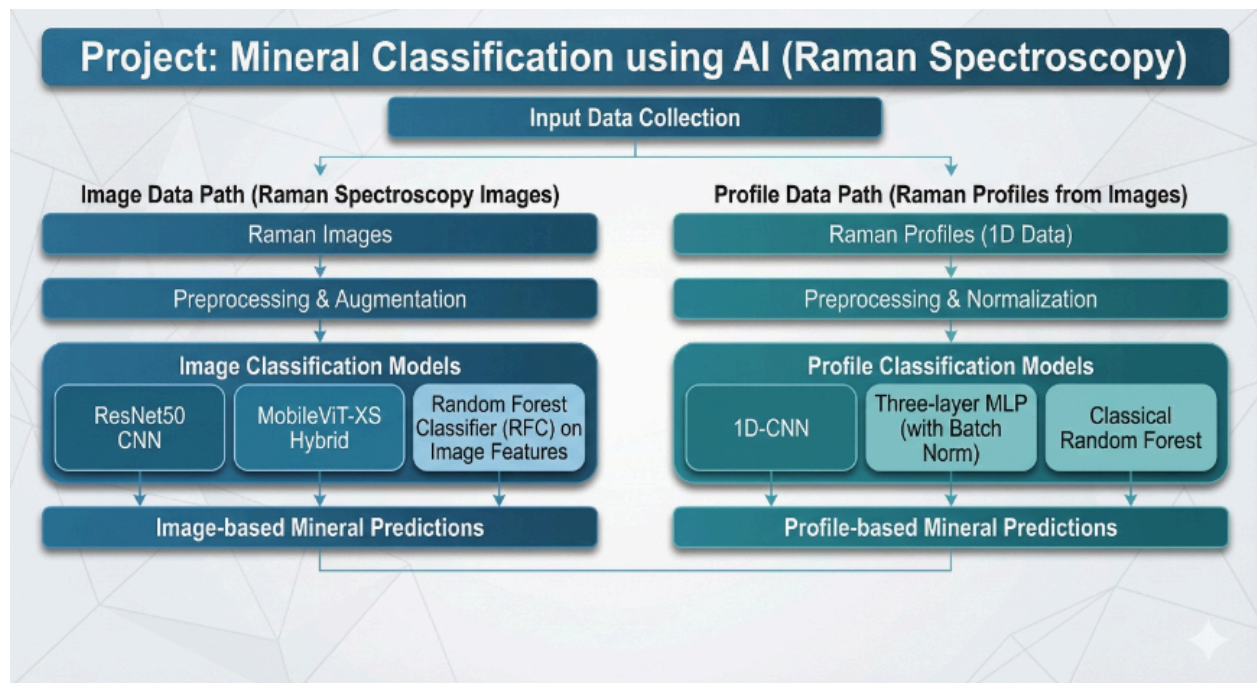 Project: Mineral Classification using AI (Raman Spectroscopy)
Input Data Collection
Image Data Path (Raman Spectroscopy Images)
Raman Images
Preprocessing & Augmentation
Image Classification Models
ResNet50
CNN
MobileViT-XS
Hybrid
Random Forest
Classifier (RFC) on
Image Features
Image-based Mineral Predictions
Profile Data Path (Raman Profiles from Images)
Raman Profiles (1D Data)
Preprocessing & Normalization
Profile Classification Models
1D-CNN
Three-layer MLP
(with Batch
Norm)
Classical
Random Forest
Profile-based Mineral Predictions